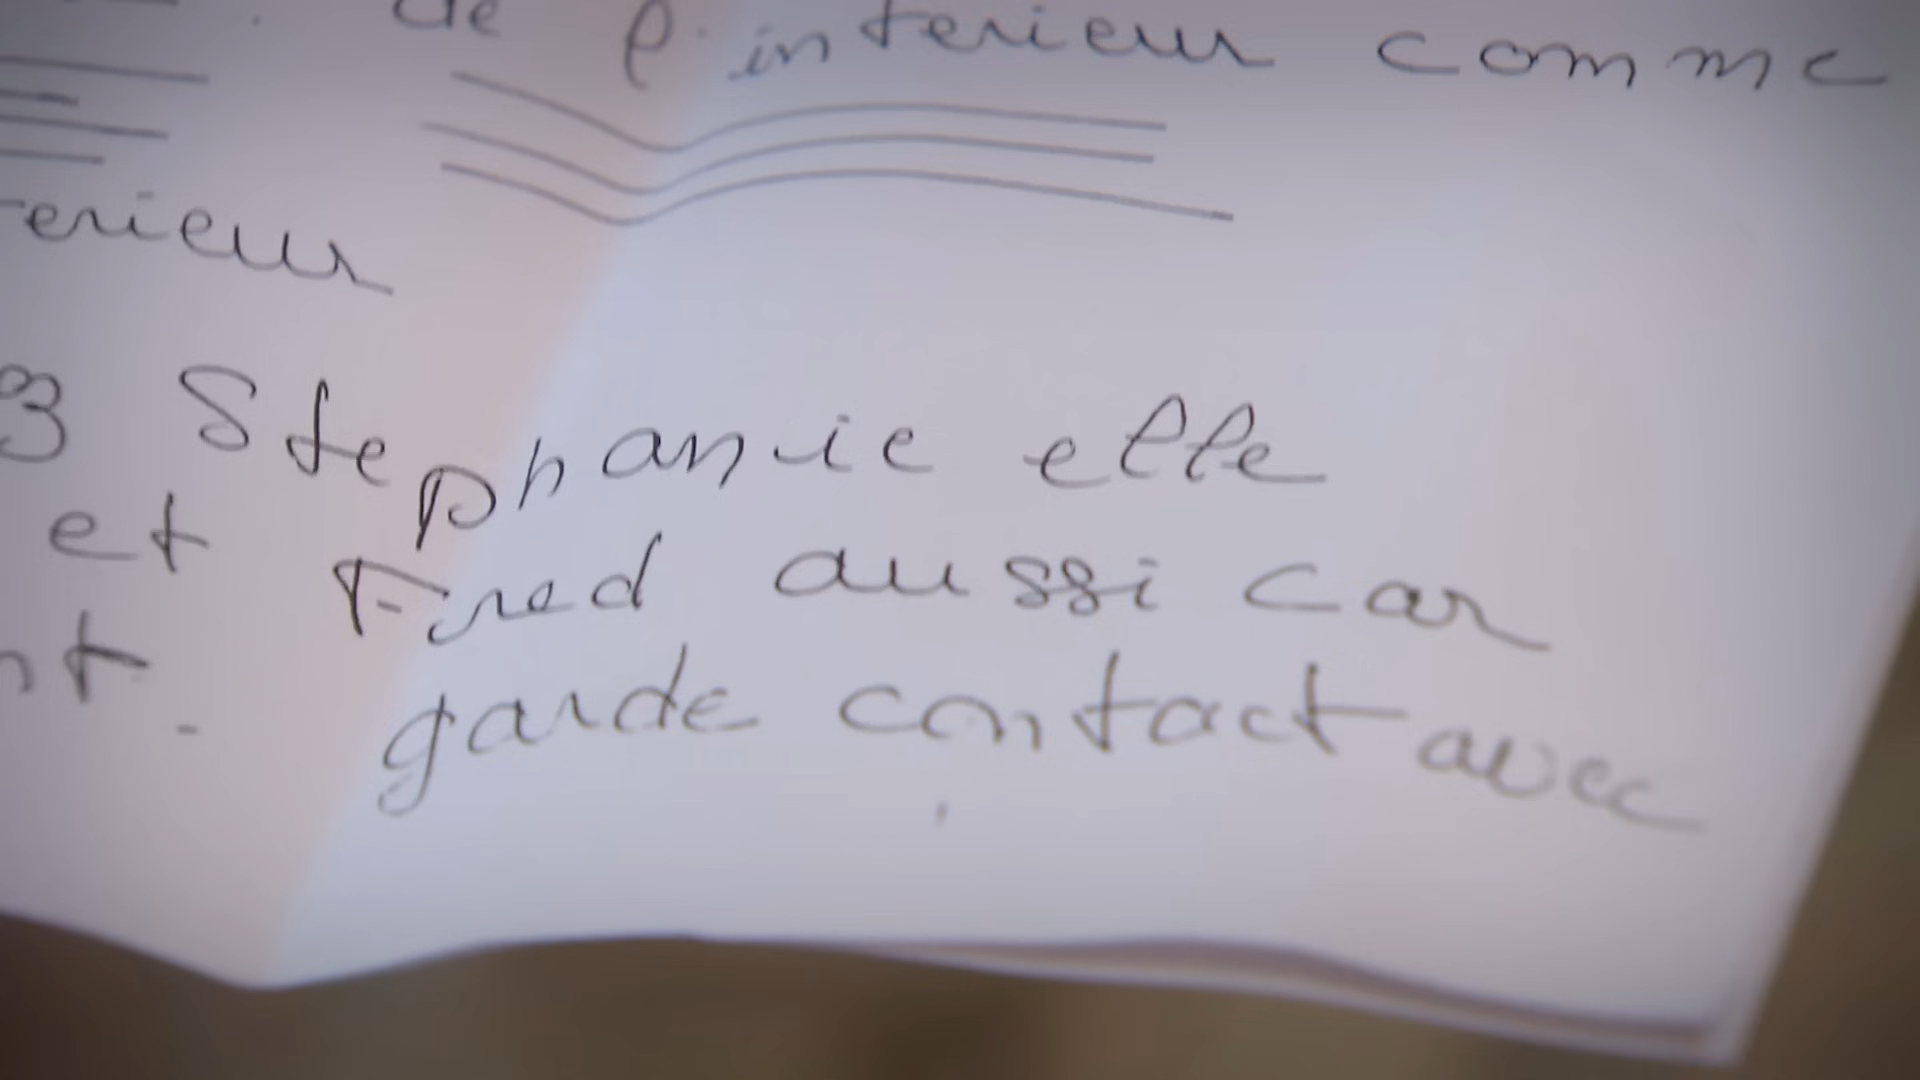 de l'interieur comme
erieur
3 Stephanie elle
et Fred aussi car
nt. garde contact avec